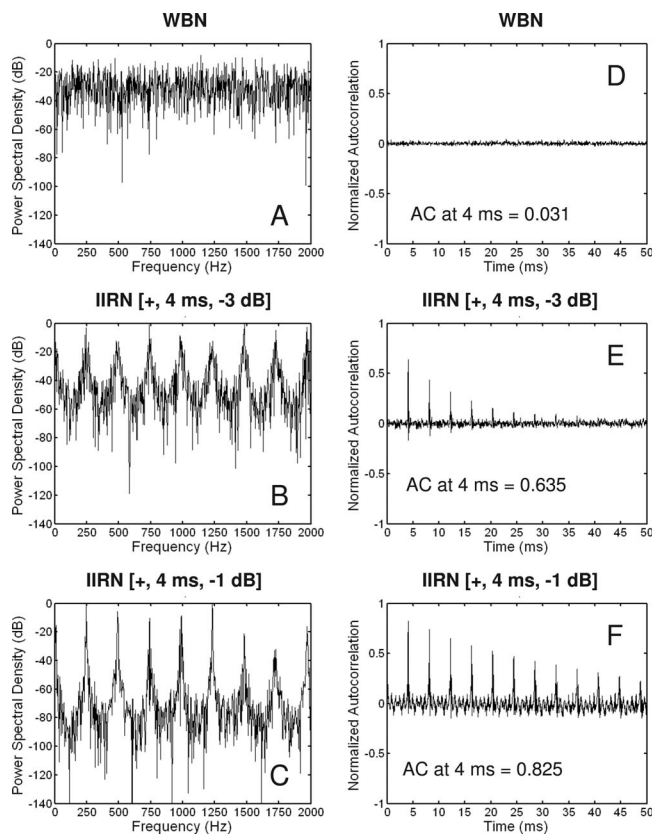 WBN
Power Spectral Density (dB)
0
-20
-40
-60
-80
-100
-120
-140
A
0 250 500 750 1000 1250 1500 1750 2000
Frequency (Hz)
WBN
Normalized Autocorrelation
1
0.5
0
-0.5
-1
D
AC at 4 ms = 0.031
0 5 10 15 20 25 30 35 40 45 50
Time (ms)
IIRN [+, 4 ms, -3 dB]
Power Spectral Density (dB)
0
-20
-40
-60
-80
-100
-120
-140
B
0 250 500 750 1000 1250 1500 1750 2000
Frequency (Hz)
IIRN [+, 4 ms, -3 dB]
Normalized Autocorrelation
1
0.5
0
-0.5
-1
E
AC at 4 ms = 0.635
0 5 10 15 20 25 30 35 40 45 50
Time (ms)
IIRN [+, 4 ms, -1 dB]
Power Spectral Density (dB)
0
-20
-40
-60
-80
-100
-120
-140
C
0 250 500 750 1000 1250 1500 1750 2000
Frequency (Hz)
IIRN [+, 4 ms, -1 dB]
Normalized Autocorrelation
1
0.5
0
-0.5
-1
F
AC at 4 ms = 0.825
0 5 10 15 20 25 30 35 40 45 50
Time (ms)